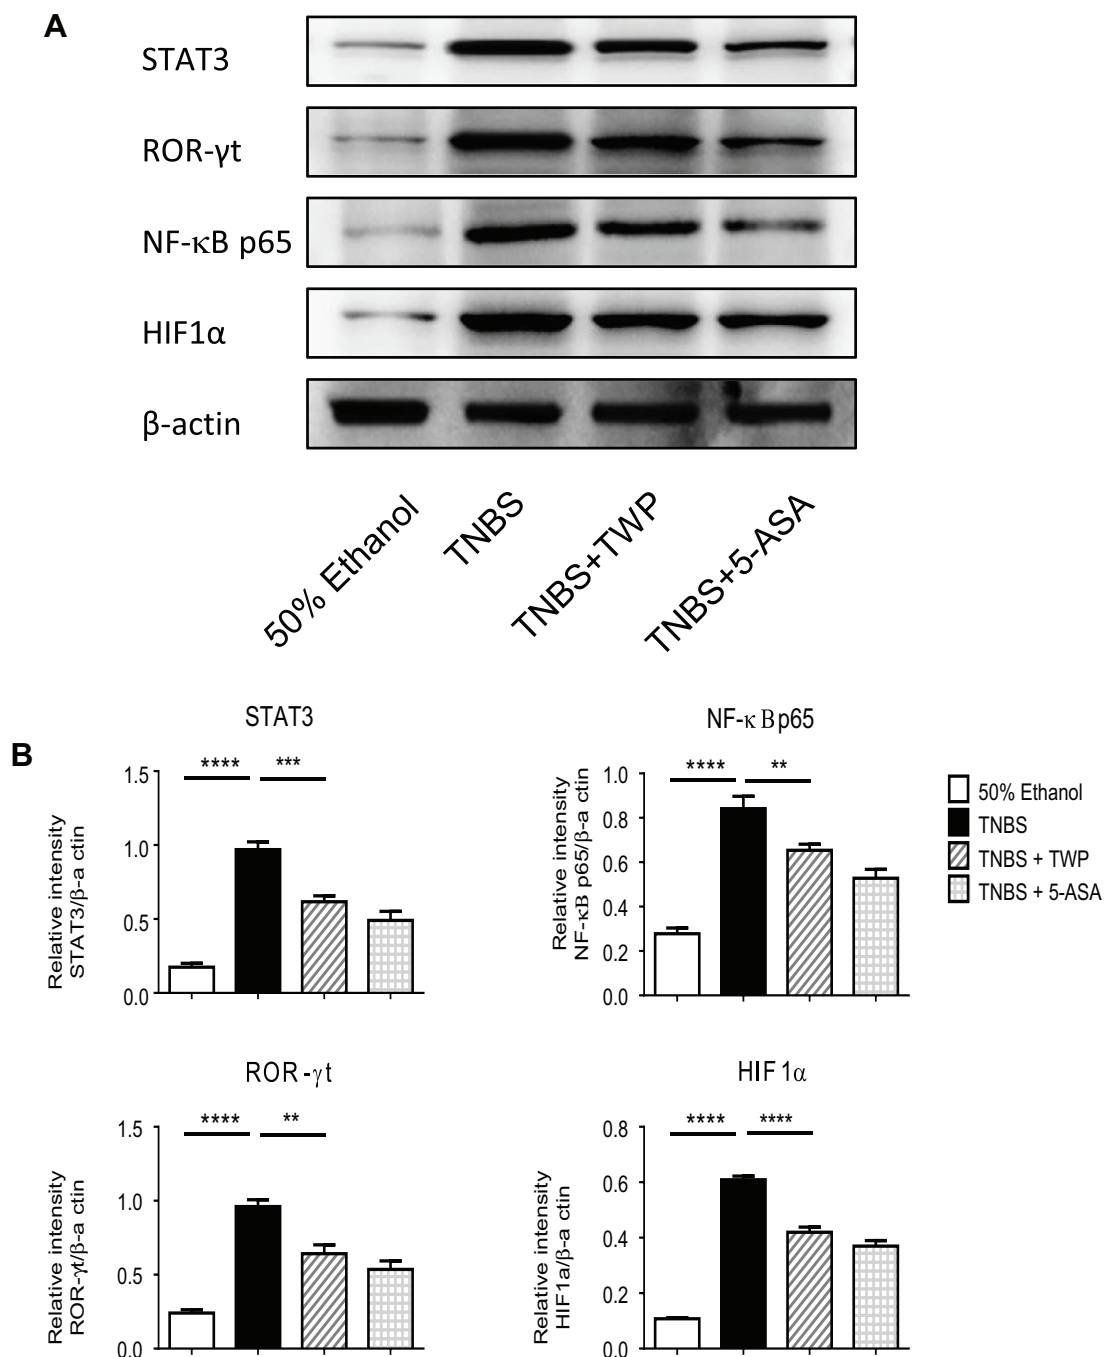 A
STAT3
ROR-γt
NF-κB p65
HIF1α
β-actin
50% Ethanol
TNBS
TNBS+TWP
TNBS+5-ASA
B
STAT3
Relative intensity
STAT3/β-a ctin
1.5
1.0
0.5
0.0
****
***
NF-κ Bp65
Relative intensity
NF-κB p65/β-a ctin
1.0
0.8
0.6
0.4
0.2
0.0
****
**
50% Ethanol
TNBS
TNBS + TWP
TNBS + 5-ASA
ROR -γt
Relative intensity
ROR-γt/β-a ctin
1.5
1.0
0.5
0.0
****
**
HIF 1α
Relative intensity
HIF1a/β-a ctin
0.8
0.6
0.4
0.2
0.0
****
****